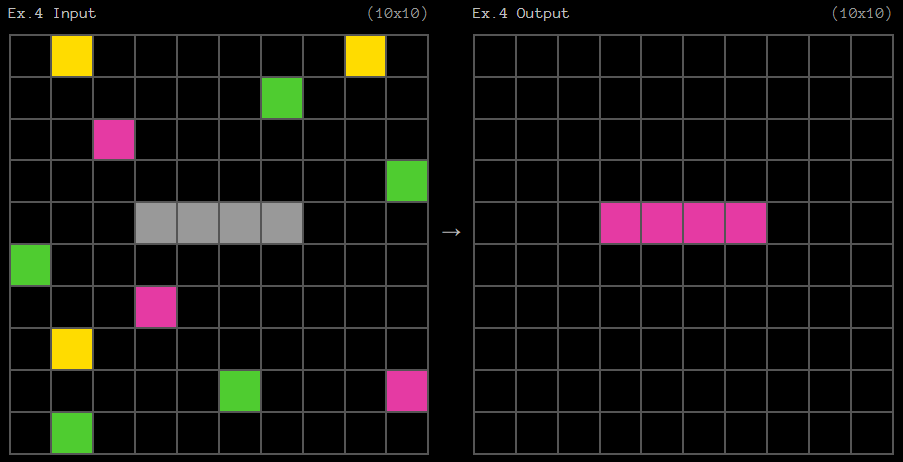 Ex.4 Input (10x10)
Ex.4 Output (10x10)
→